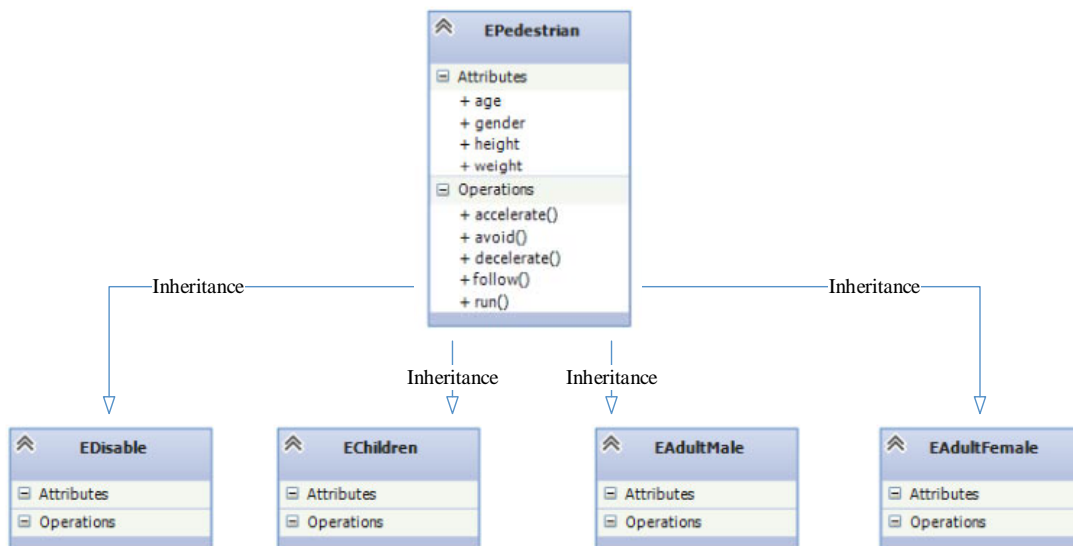 EPedestrian
Attributes
+ age
+ gender
+ height
+ weight
Operations
+ accelerate()
+ avoid()
+ decelerate()
+follow()
+ run()
Inheritance
Inheritance
Inheritance
Inheritance
EDisable
Attributes
Operations
EChildren
Attributes
Operations
EAdultMale
Attributes
Operations
EAdultFemale
Attributes
Operations